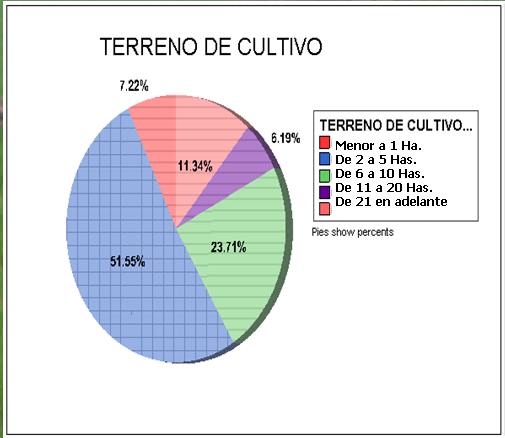 TERRENO DE CULTIVO
7.22%
6.19%
11.34%
23.71%
51.55%
TERRENO DE CULTIVO...
Menor a 1 Ha.
De 2 a 5 Has.
De 6 a 10 Has.
De 11 a 20 Has.
De 21 en adelante
Pies show percents